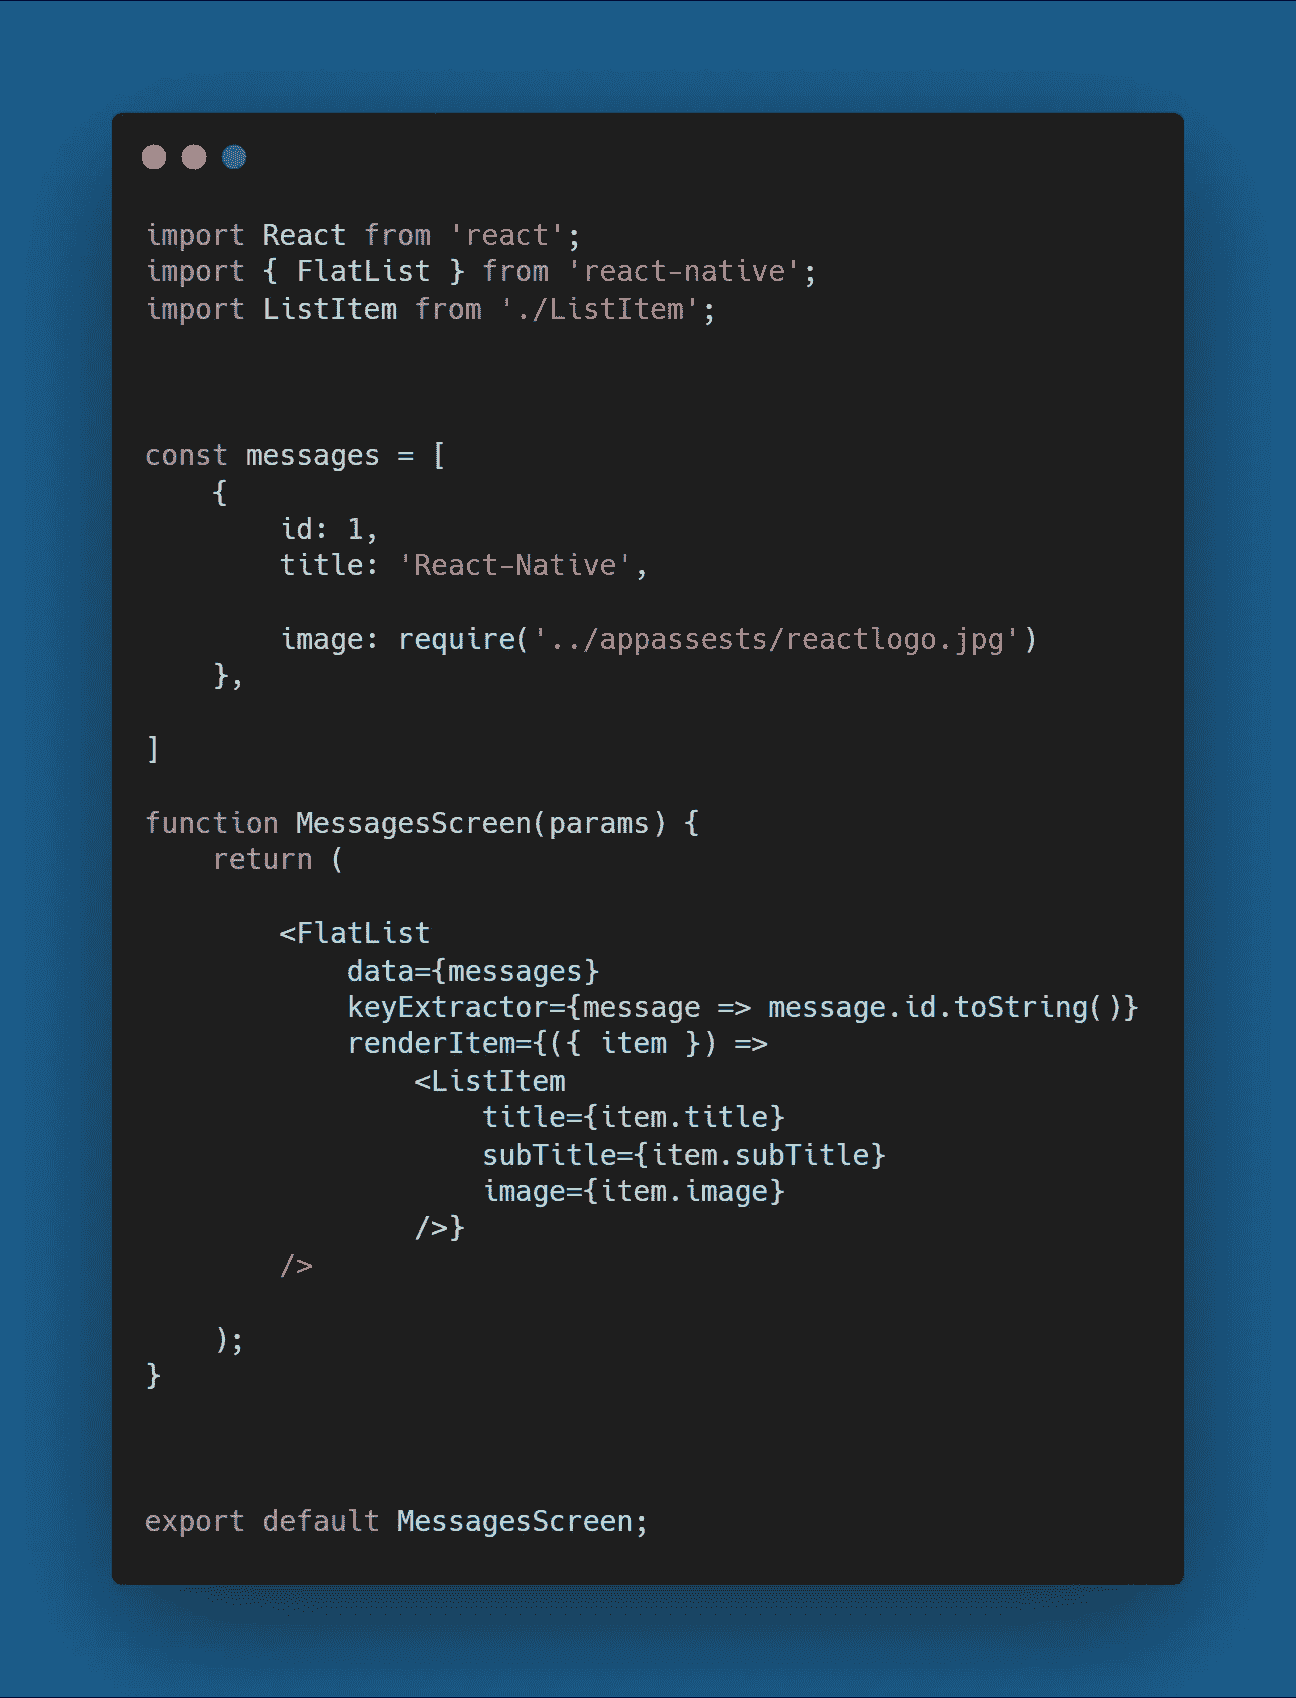 import React from 'react';
import { FlatList } from 'react-native';
import ListItem from './ListItem';
const messages = [
    {
        id: 1,
        title: 'React-Native',
        image: require('../appassests/reactlogo.jpg')
    },
]
function MessagesScreen(params) {
    return (
        <FlatList
            data={messages}
            keyExtractor={message => message.id.toString()}
            renderItem={({ item }) =>
                <ListItem
                    title={item.title}
                    subTitle={item.subTitle}
                    image={item.image}
                />}
        />
    );
}
export default MessagesScreen;